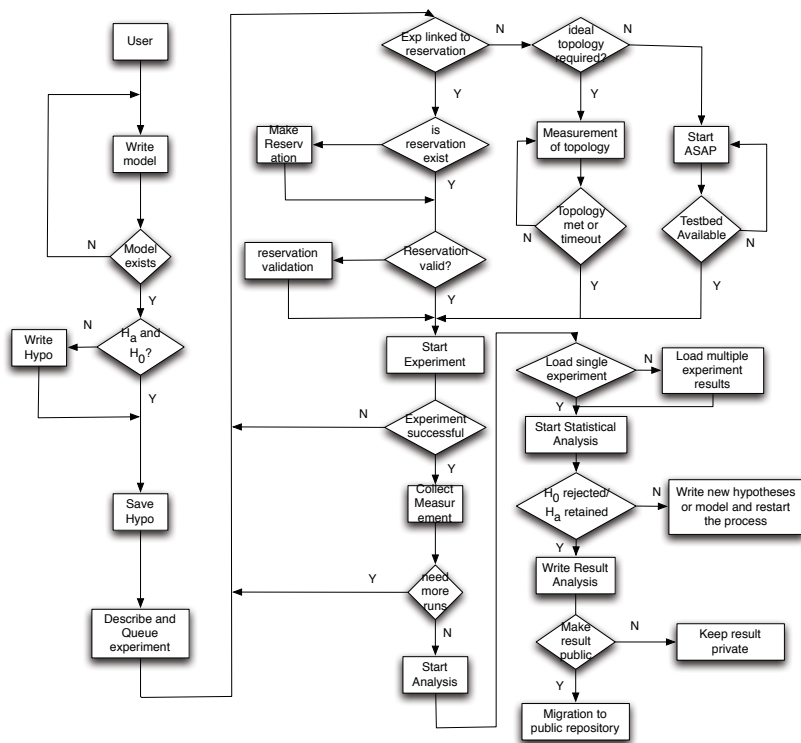 User
Write
model
N
Model
exists
Y
N
Write
Hypo
Ha and
H0?
Y
Save
Hypo
Describe and
Queue
experiment
Exp linked to
reservation
N
ideal
topology
required?
N
Y
Y
Y
Make
Reserv
ation
N
is
reservation
exist
Y
Measurement
of topology
Start
ASAP
reservation
validation
N
Reservation
valid?
Y
Topology
met or
timeout
N
Y
Testbed
Available
N
Y
Start
Experiment
N
Experiment
successful
Y
Collect
Measur
ement
Y
need
more
runs
N
Start
Analysis
Load single
experiment
N
Load multiple
experiment
results
Y
Start Statistical
Analysis
H0 rejected/
Ha retained
N
Write new hypotheses
or model and restart
the process
Y
Write Result
Analysis
Make
result
public
N
Keep result
private
Y
Migration to
public repository